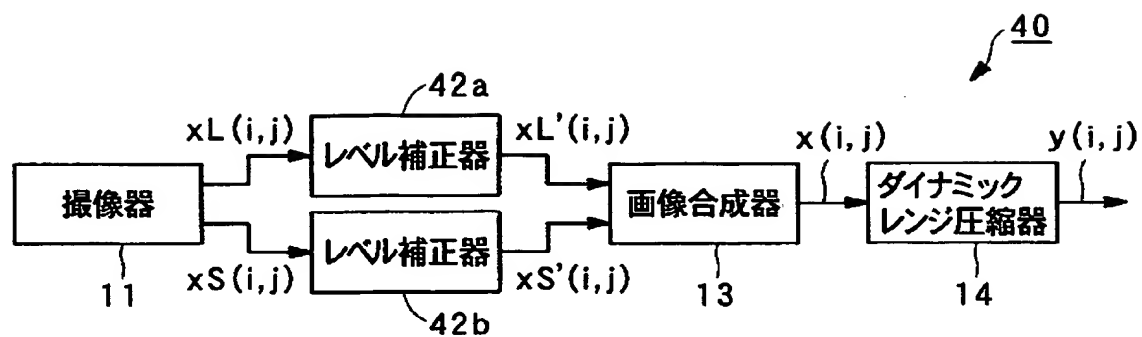 40
42a
xL(i,j)
レベル補正器
xL'(i,j)
x(i,j)
y(i,j)
撮像器
画像合成器
ダイナミック
レンジ圧縮器
xS(i,j)
レベル補正器
xS'(i,j)
11
13
14
42b